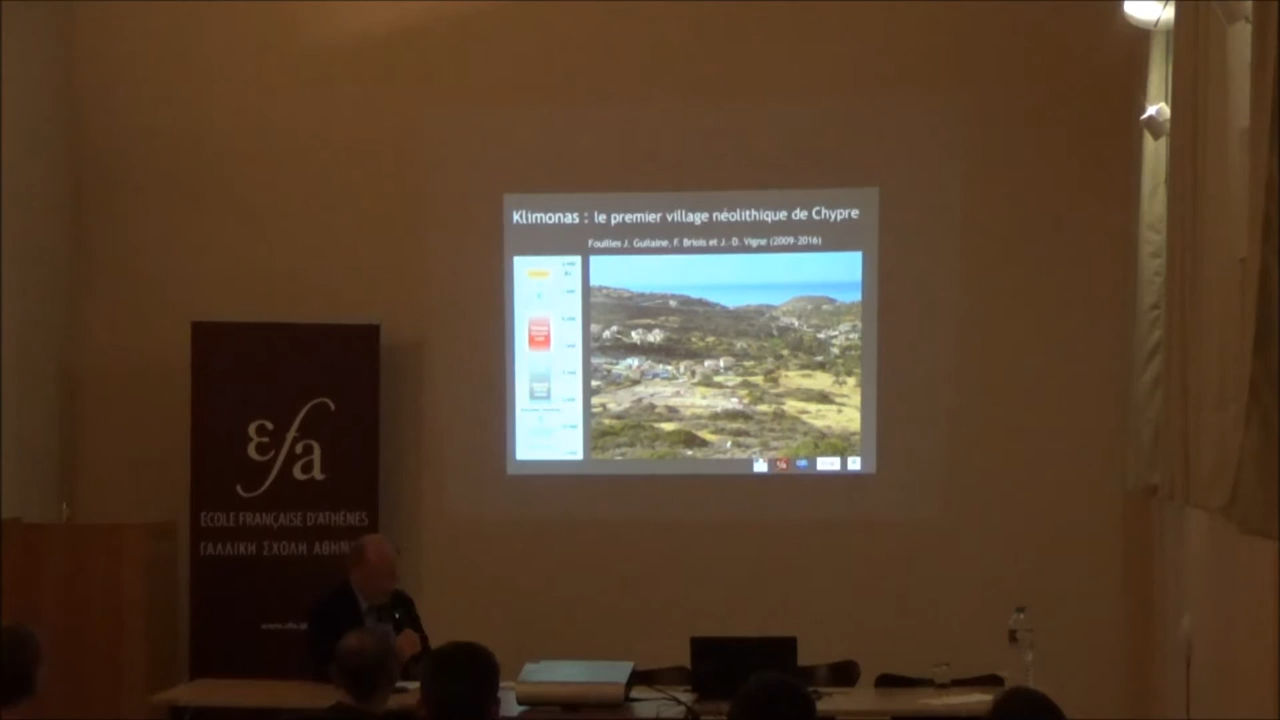 Klimonas : le premier village néolithique de Chypre
Fouilles J. Guilaine, F. Briois et J.-D. Vigne (2009-2016)
εfa
ECOLE FRANÇAISE D'ATHÈNES
ΓΑΛΛΙΚΗ ΣΧΟΛΗ ΑΘΗΝ